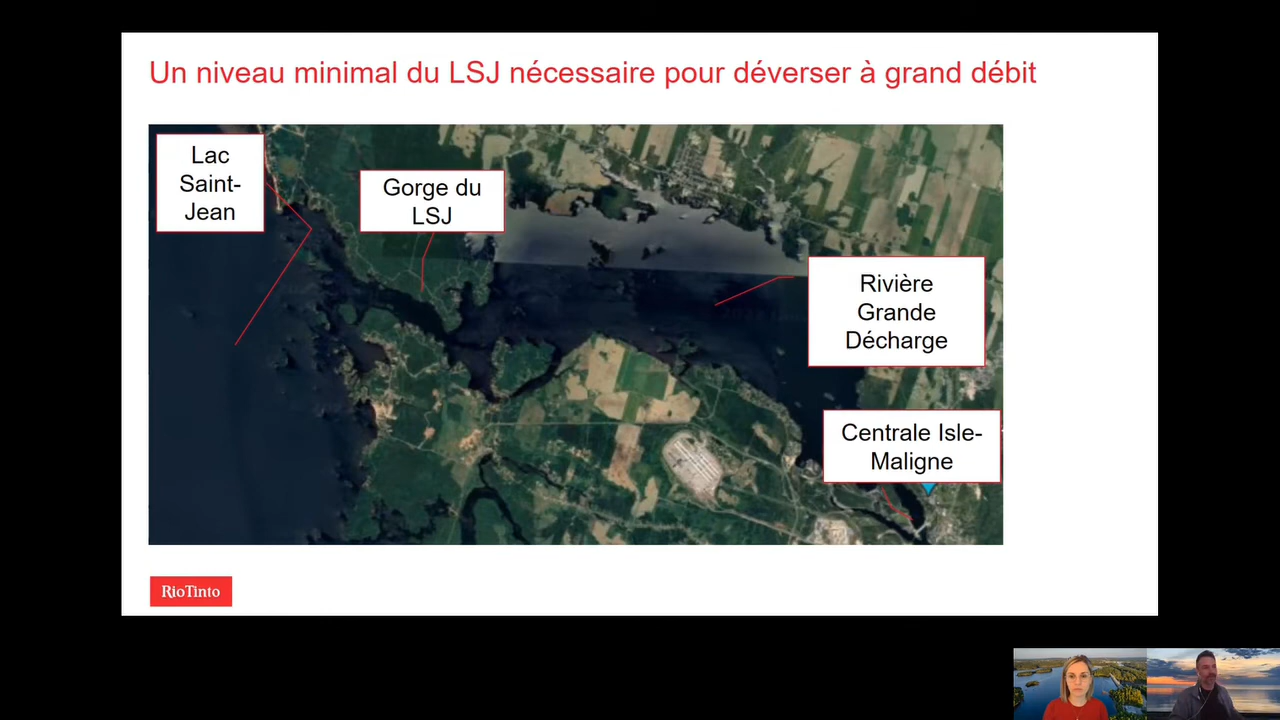 Un niveau minimal du LSJ nécessaire pour déverser à grand débit
Lac
Saint-
Jean
Gorge du
LSJ
Rivière
Grande
Décharge
Centrale Isle-
Maligne
RioTinto